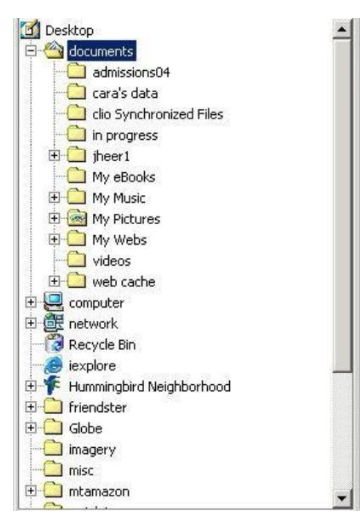 Desktop
documents
admissions04
cara's data
clio Synchronized Files
in progress
jheer1
My eBooks
My Music
My Pictures
My Webs
videos
web cache
computer
network
Recycle Bin
iexplore
Hummingbird Neighborhood
friendster
Globe
imagery
misc
mtamazon